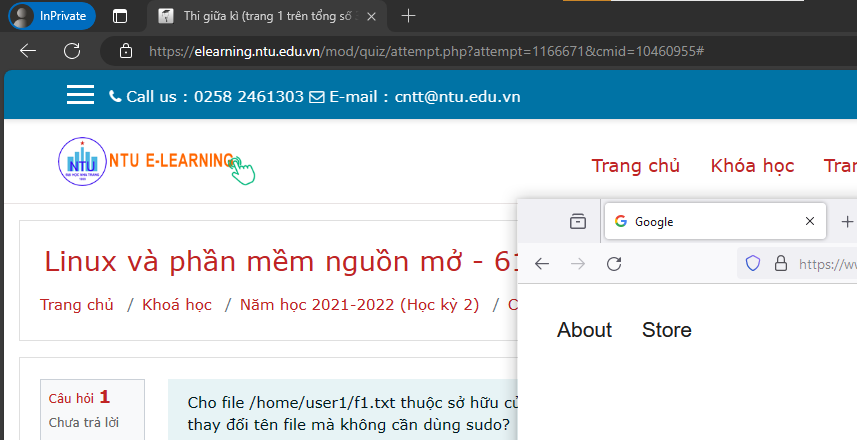 InPrivate
Thi giữa kì (trang 1 trên tổng số
https://elearning.ntu.edu.vn/mod/quiz/attempt.php?attempt=1166671&cmid=10460955#
Call us : 0258 2461303 E-mail : cntt@ntu.edu.vn
NTU
NTU E-LEARNING
Trang chủ Khóa học
Google
https://
Linux và phần mềm nguồn mở - 61
Trang chủ / Khoá học / Năm học 2021-2022 (Học kỳ 2) / C
About Store
Câu hỏi 1
Chưa trả lời
Cho file /home/user1/f1.txt thuộc sở hữu
thay đổi tên file mà không cần dùng sudo?